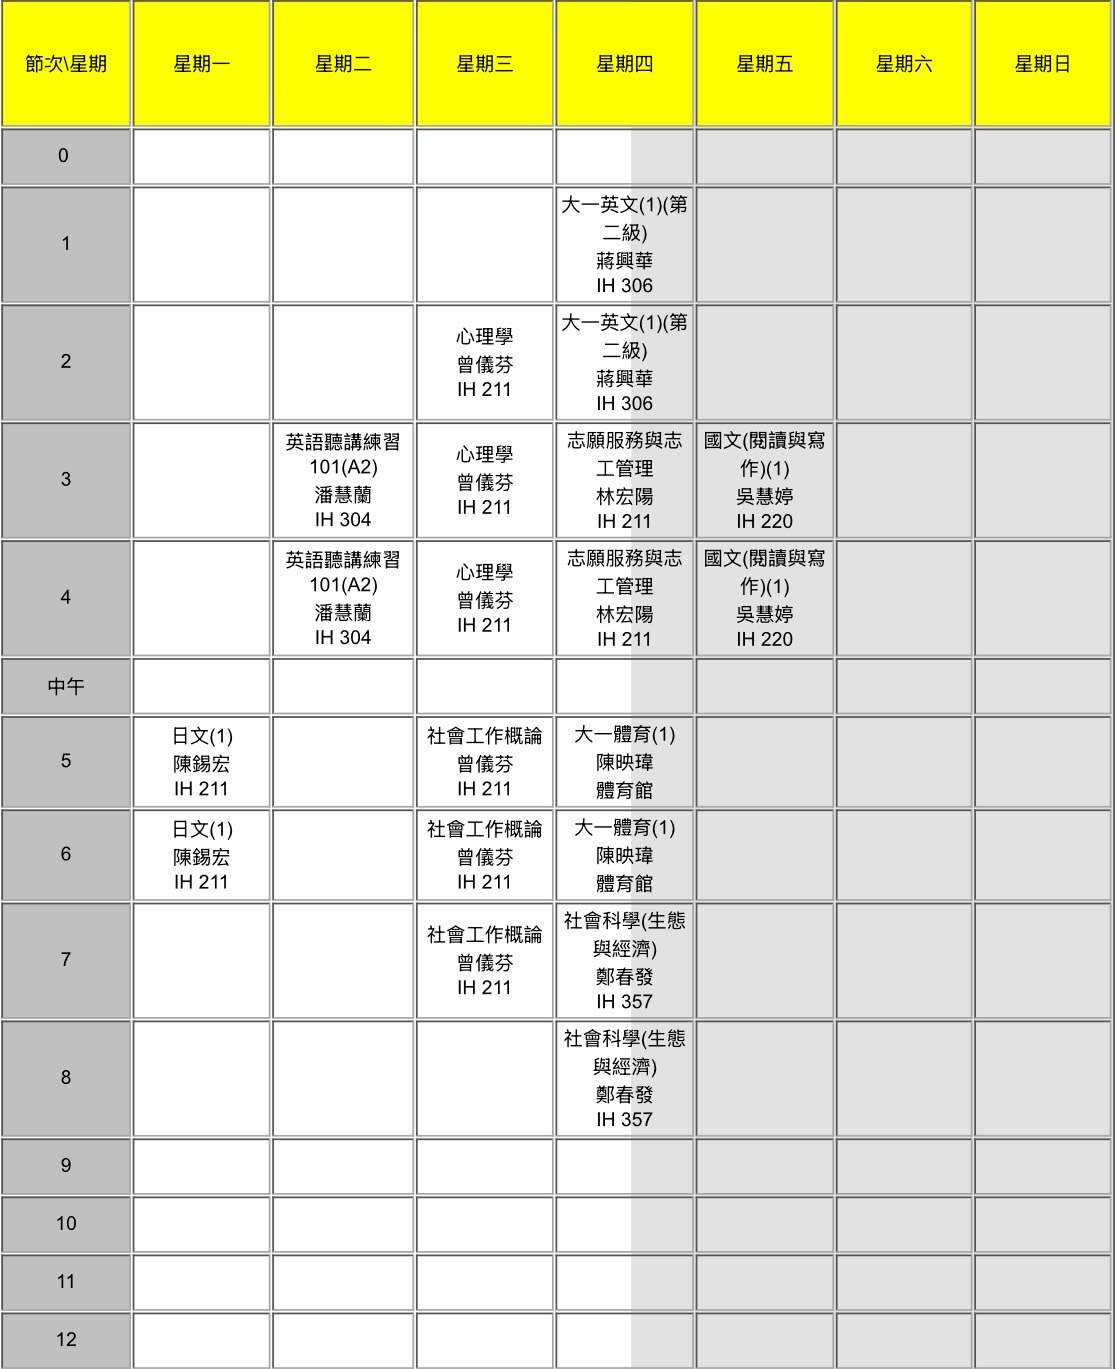 節次\星期 星期一 星期二 星期三 星期四 星期五 星期六 星期日
0
1
大一英文(1)(第
二級)
蔣興華
IH 306
2
心理學
曾儀芬
IH 211
大一英文(1)(第
二級)
蔣興華
IH 306
3
英語聽講練習
101(A2)
潘慧蘭
IH 304
心理學
曾儀芬
IH 211
志願服務與志
工管理
林宏陽
IH 211
國文(閱讀與寫
作)(1)
吳慧婷
IH 220
4
英語聽講練習
101(A2)
潘慧蘭
IH 304
心理學
曾儀芬
IH 211
志願服務與志
工管理
林宏陽
IH 211
國文(閱讀與寫
作)(1)
吳慧婷
IH 220
中午
5
日文(1)
陳錫宏
IH 211
社會工作概論
曾儀芬
IH 211
大一體育(1)
陳映瑋
體育館
6
日文(1)
陳錫宏
IH 211
社會工作概論
曾儀芬
IH 211
大一體育(1)
陳映瑋
體育館
7
社會工作概論
曾儀芬
IH 211
社會科學(生態
與經濟)
鄭春發
IH 357
8
社會科學(生態
與經濟)
鄭春發
IH 357
9
10
11
12